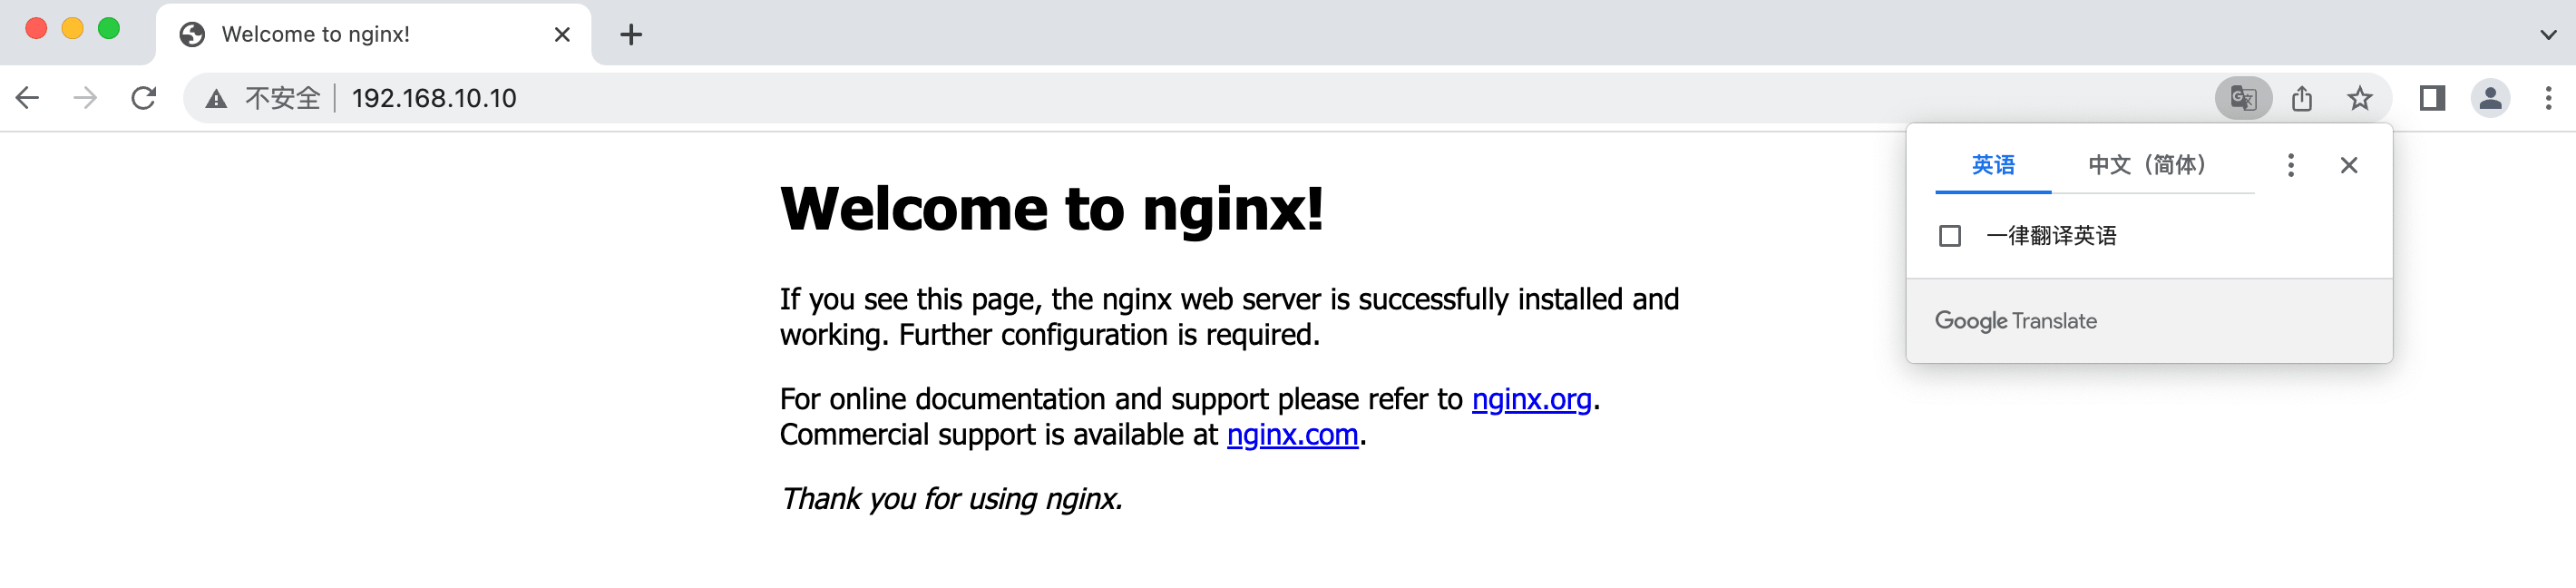 Welcome to nginx!
不安全 192.168.10.10
英语 中文（简体）
一律翻译英语
Google Translate
Welcome to nginx!
If you see this page, the nginx web server is successfully installed and
working. Further configuration is required.
For online documentation and support please refer to nginx.org.
Commercial support is available at nginx.com.
Thank you for using nginx.